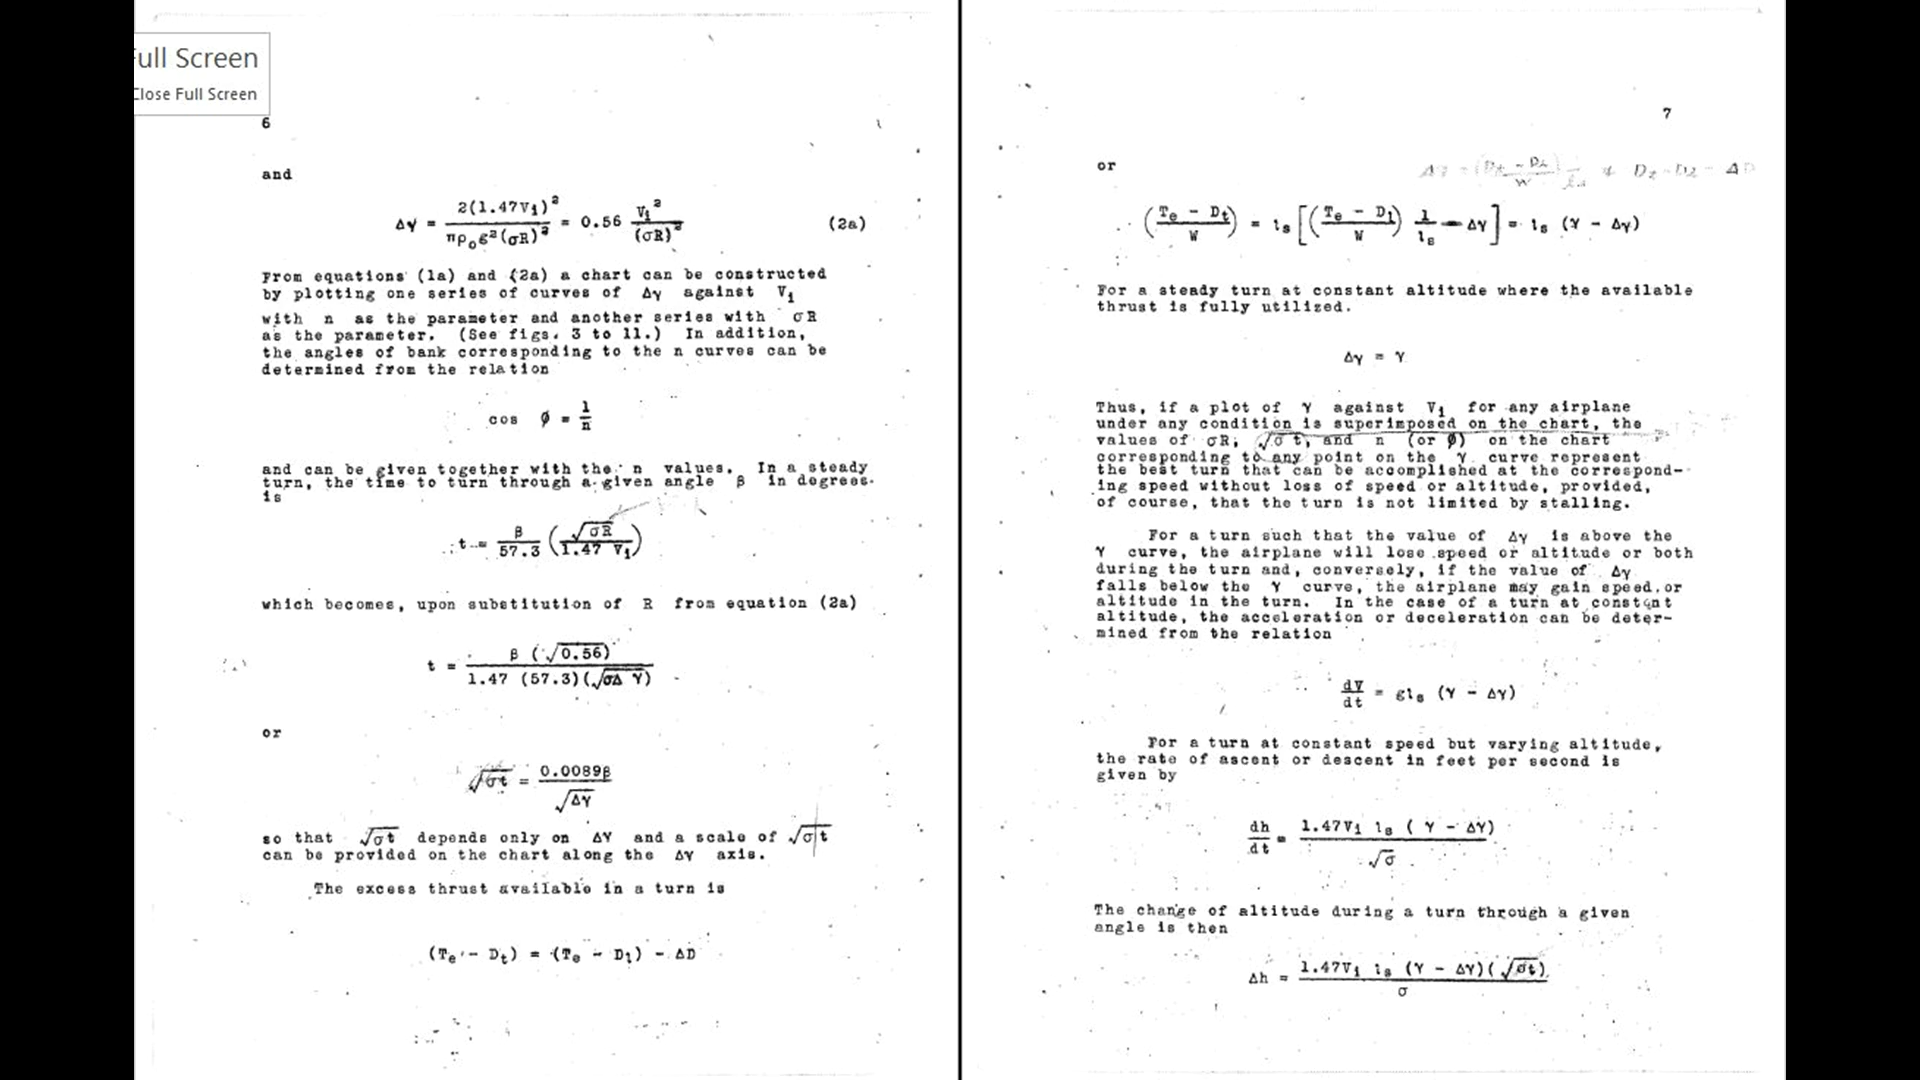 Full Screen
Close Full Screen
6
and
Δγ = 2(1.47V₁)² / πρ₀g²(σR)² = 0.56 V₁² / (σR)² (2a)
From equations (1a) and (2a) a chart can be constructed
by plotting one series of curves of Δγ against V₁
with n as the parameter and another series with σR
as the parameter. (See figs. 3 to 11.) In addition,
the angles of bank corresponding to the n curves can be
determined from the relation
cos ø = 1/n
and can be given together with the n values. In a steady
turn, the time to turn through a given angle β in degrees
is
t = β/57.3 (√σR / 1.47 V₁)
which becomes, upon substitution of R from equation (2a)
t = β (√0.56) / 1.47 (57.3)(√σΔ γ)
or
√σt = 0.0089β / √Δγ
so that √σt depends only on Δγ and a scale of √σt
can be provided on the chart along the Δγ axis.
The excess thrust available in a turn is
(Te - Dt) = (Te - D₁) - ΔD
7
or
(Te - Dt / W) = ls [(Te - D₁ / W) 1/ls - Δγ] = ls (γ - Δγ)
For a steady turn at constant altitude where the available
thrust is fully utilized.
Δγ = γ
Thus, if a plot of γ against V₁ for any airplane
under any condition is superimposed on the chart, the
values of σR, √σ t, and n (or ø) on the chart
corresponding to any point on the γ curve represent
the best turn that can be accomplished at the correspond-
ing speed without loss of speed or altitude, provided,
of course, that the turn is not limited by stalling.
For a turn such that the value of Δγ is above the
γ curve, the airplane will lose speed or altitude or both
during the turn and, conversely, if the value of Δγ
falls below the γ curve, the airplane may gain speed or
altitude in the turn. In the case of a turn at constant
altitude, the acceleration or deceleration can be deter-
mined from the relation
dV/dt = gls (γ - Δγ)
For a turn at constant speed but varying altitude,
the rate of ascent or descent in feet per second is
given by
dh/dt = 1.47V₁ ls (γ - Δγ) / √σ
The change of altitude during a turn through a given
angle is then
Δh = 1.47V₁ ls (γ - Δγ)(√σt) / σ